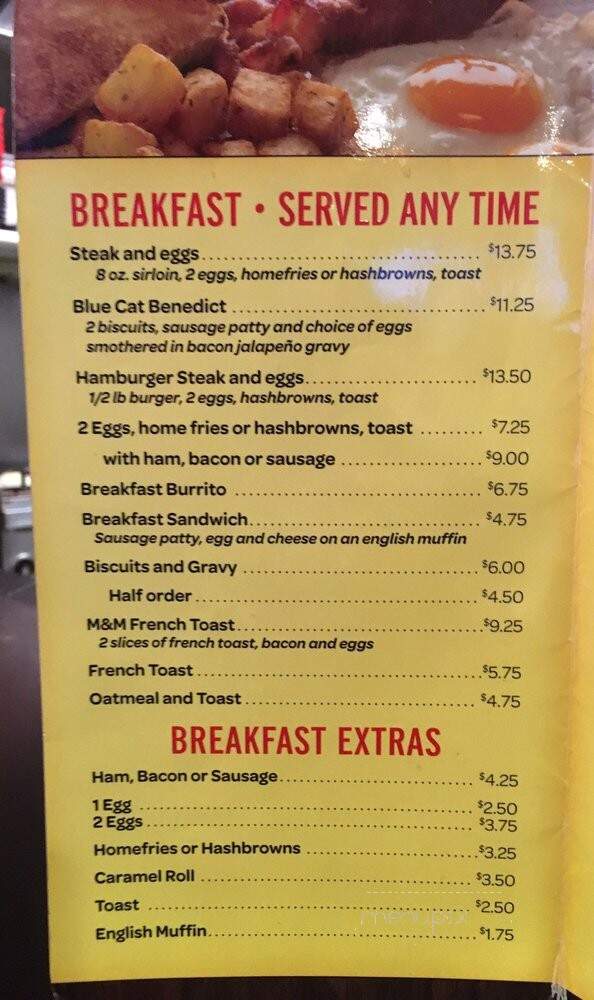 BREAKFAST • SERVED ANY TIME
Steak and eggs................................................ $13.75
8 oz. sirloin, 2 eggs, homefries or hashbrowns, toast
Blue Cat Benedict ........................................... $11.25
2 biscuits, sausage patty and choice of eggs
smothered in bacon jalapeño gravy
Hamburger Steak and eggs............................. $13.50
1/2 lb burger, 2 eggs, hashbrowns, toast
2 Eggs, home fries or hashbrowns, toast .......... $7.25
with ham, bacon or sausage ....................... $9.00
Breakfast Burrito .......................................... $6.75
Breakfast Sandwich........................................ $4.75
Sausage patty, egg and cheese on an english muffin
Biscuits and Gravy ........................................ $6.00
Half order ................................................ $4.50
M&M French Toast.......................................... $9.25
2 slices of french toast, bacon and eggs
French Toast ................................................ $5.75
Oatmeal and Toast ........................................ $4.75
BREAKFAST EXTRAS
Ham, Bacon or Sausage................................. $4.25
1 Egg ........................................................ $2.50
2 Eggs ........................................................ $3.75
Homefries or Hashbrowns .............................. $3.25
Caramel Roll ................................................ $3.50
Toast ........................................................ $2.50
English Muffin.............................................. $1.75
menupix